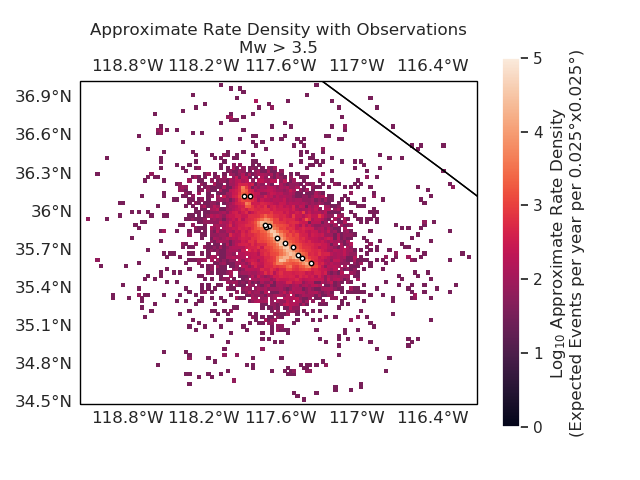 Approximate Rate Density with Observations
Mw > 3.5
118.8°W 118.2°W 117.6°W 117°W 116.4°W
36.9°N
36.6°N
36.3°N
36°N
35.7°N
35.4°N
35.1°N
34.8°N
34.5°N
118.8°W 118.2°W 117.6°W 117°W 116.4°W
5
4
3
2
1
0
Log₁₀ Approximate Rate Density
(Expected Events per year per 0.025°x0.025°)